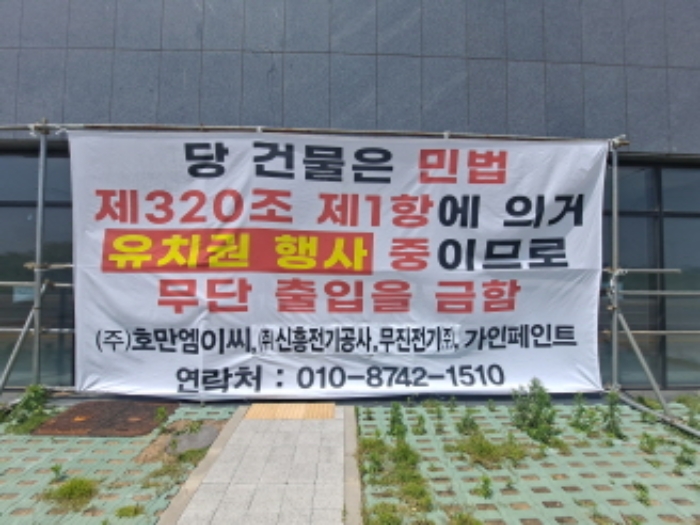 당 건물은 민법
제320조 제1항에 의거
유치권 행사 중이므로
무단 출입을 금함
(주)호만엠이씨, ㈜신흥전기공사, 무진전기㈜, 가인페인트
연락처 : 010-8742-1510